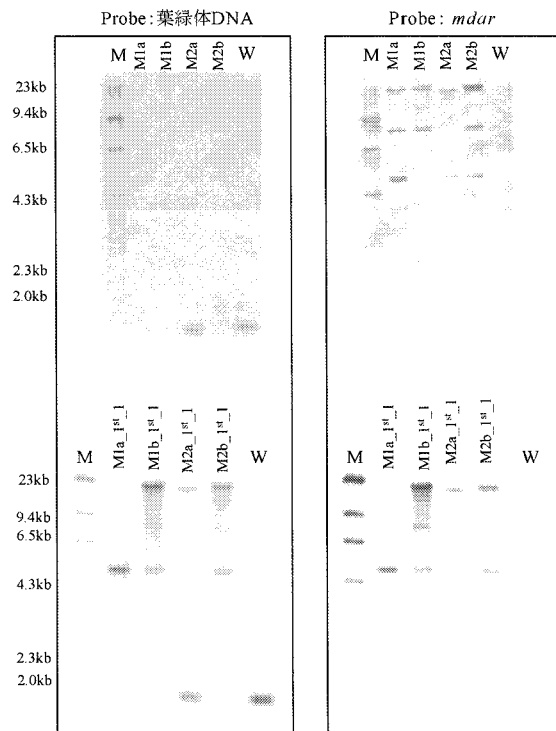 Probe:葉緑体DNA
Probe: mdar
M M1a M1b M2a M2b W
M M1a M1b M2a M2b W
23kb
9.4kb
6.5kb
4.3kb
2.3kb
2.0kb
M M1a_1st_1 M1b_1st_1 M2a_1st_1 M2b_1st_1 W
M M1a_1st_1 M1b_1st_1 M2a_1st_1 M2b_1st_1 W
23kb
9.4kb
6.5kb
4.3kb
2.3kb
2.0kb